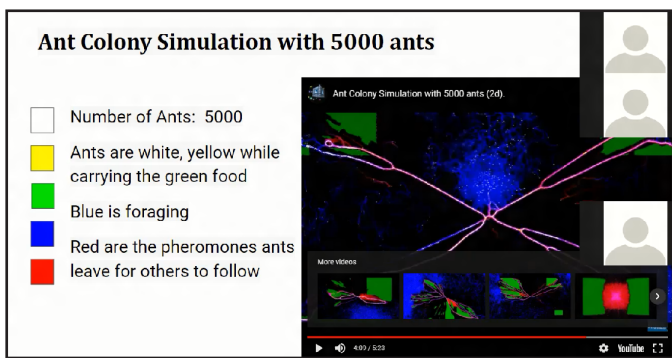 Ant Colony Simulation with 5000 ants
Number of Ants: 5000
Ants are white, yellow while
carrying the green food
Blue is foraging
Red are the pheromones ants
leave for others to follow
Ant Colony Simulation with 5000 ants (2d).
More videos
4:09 / 5:23
YouTube